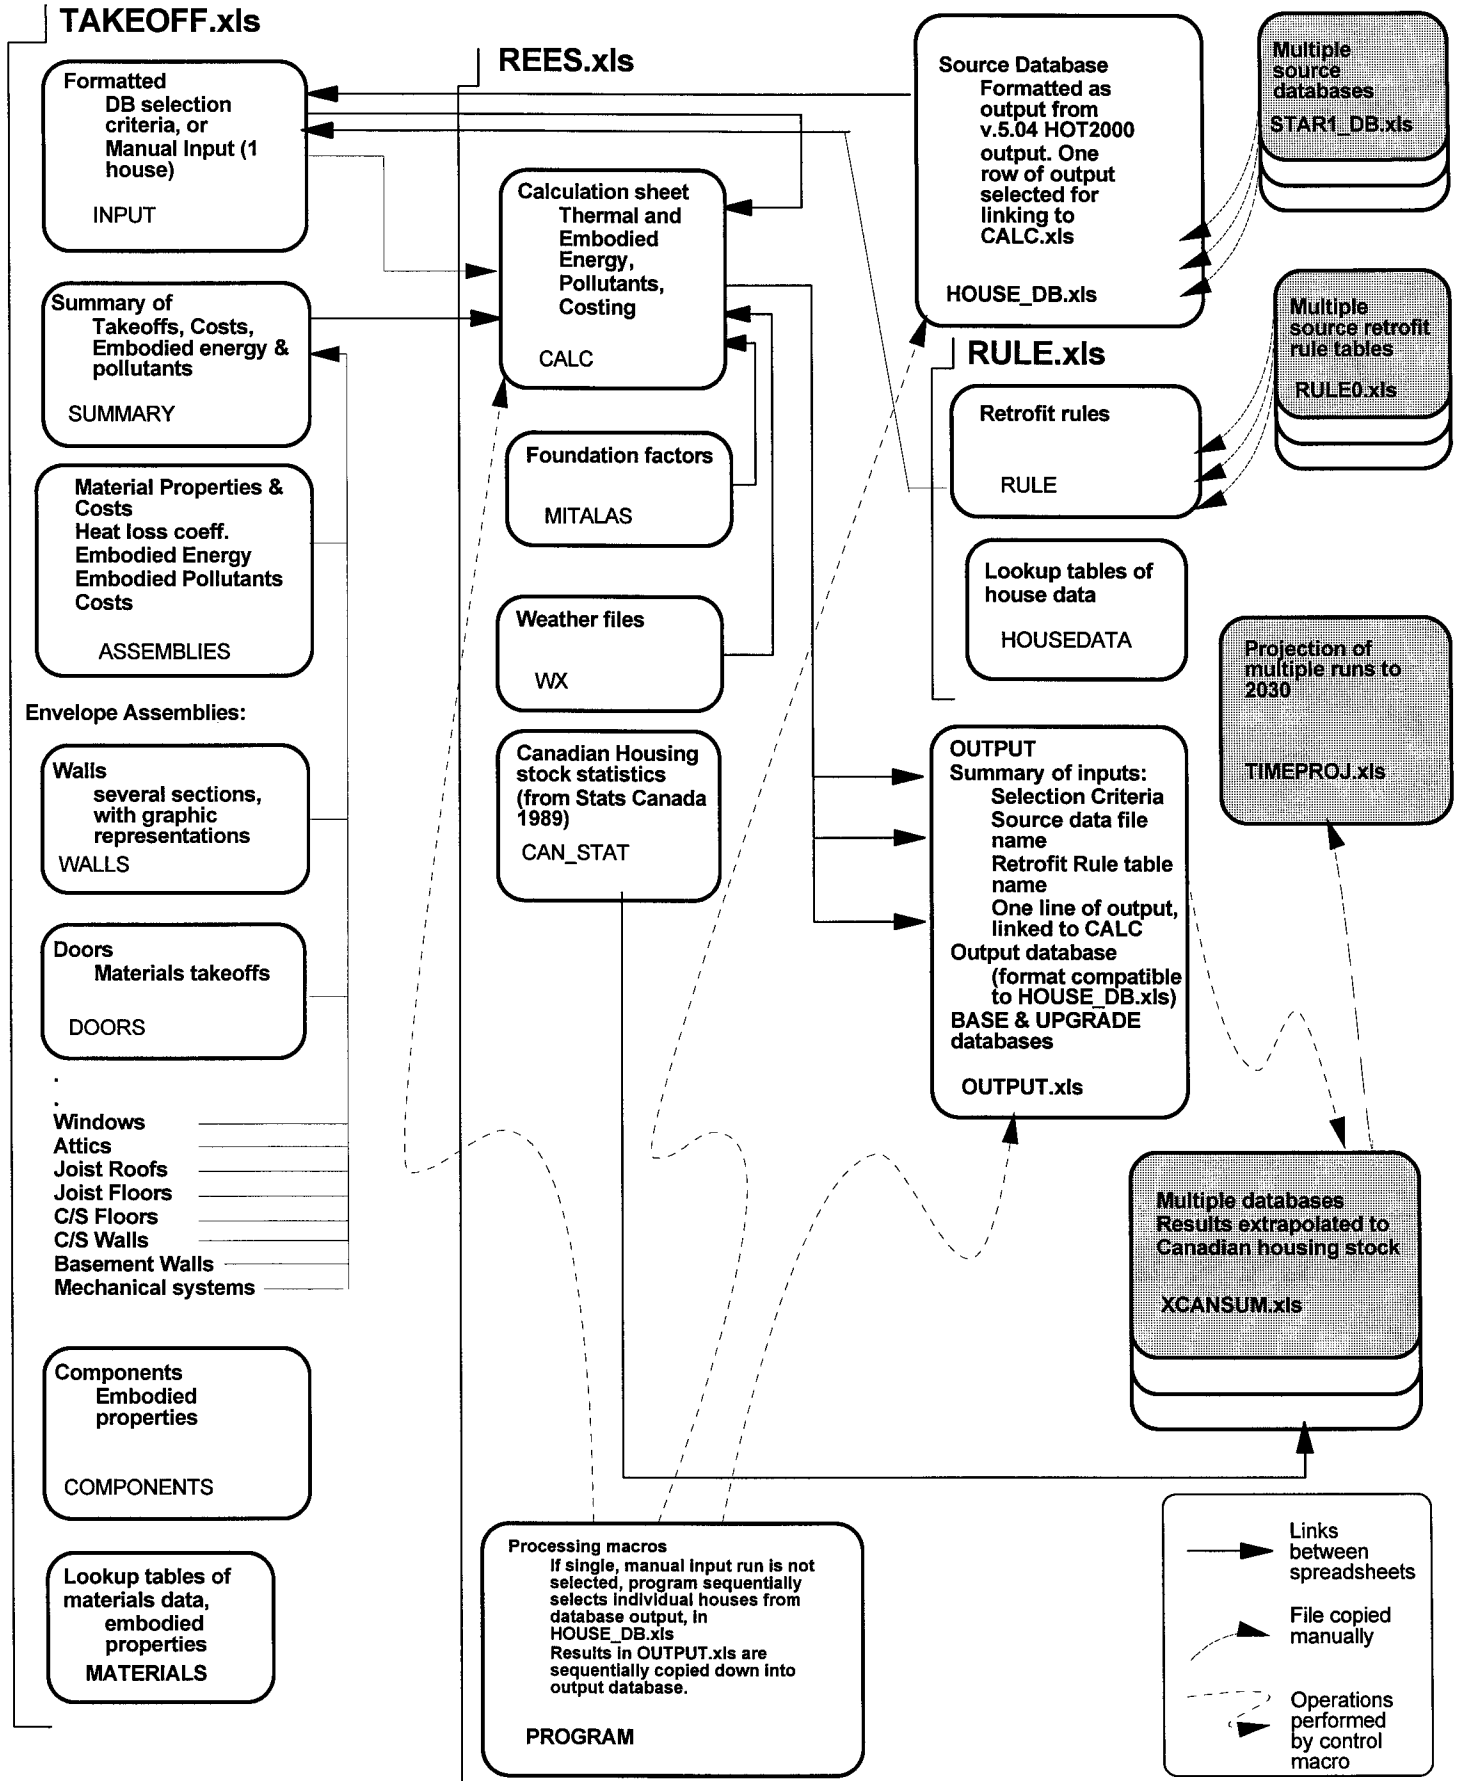 TAKEOFF.xls
Formatted
DB selection
criteria, or
Manual Input (1
house)
INPUT
Summary of
Takeoffs, Costs,
Embodied energy &
pollutants
SUMMARY
Material Properties &
Costs
Heat loss coeff.
Embodied Energy
Embodied Pollutants
Costs
ASSEMBLIES
Envelope Assemblies:
Walls
several sections,
with graphic
representations
WALLS
Doors
Materials takeoffs
DOORS
.
.
Windows
Attics
Joist Roofs
Joist Floors
C/S Floors
C/S Walls
Basement Walls
Mechanical systems
Components
Embodied
properties
COMPONENTS
Lookup tables of
materials data,
embodied
properties
MATERIALS
REES.xls
Calculation sheet
Thermal and
Embodied
Energy,
Pollutants,
Costing
CALC
Foundation factors
MITALAS
Weather files
WX
Canadian Housing
stock statistics
(from Stats Canada
1989)
CAN_STAT
Processing macros
If single, manual input run is not
selected, program sequentially
selects individual houses from
database output, in
HOUSE_DB.xls
Results in OUTPUT.xls are
sequentially copied down into
output database.
PROGRAM
Source Database
Formatted as
output from
v.5.04 HOT2000
output. One
row of output
selected for
linking to
CALC.xls
HOUSE_DB.xls
RULE.xls
Retrofit rules
RULE
Lookup tables of
house data
HOUSEDATA
OUTPUT
Summary of inputs:
Selection Criteria
Source data file
name
Retrofit Rule table
name
One line of output,
linked to CALC
Output database
(format compatible
to HOUSE_DB.xls)
BASE & UPGRADE
databases
OUTPUT.xls
Multiple
source
databases
STAR1_DB.xls
Multiple
source retrofit
rule tables
RULE0.xls
Projection of
multiple runs to
2030
TIMEPROJ.xls
Multiple databases
Results extrapolated to
Canadian housing stock
XCANSUM.xls
Links
between
spreadsheets
File copied
manually
Operations
performed
by control
macro